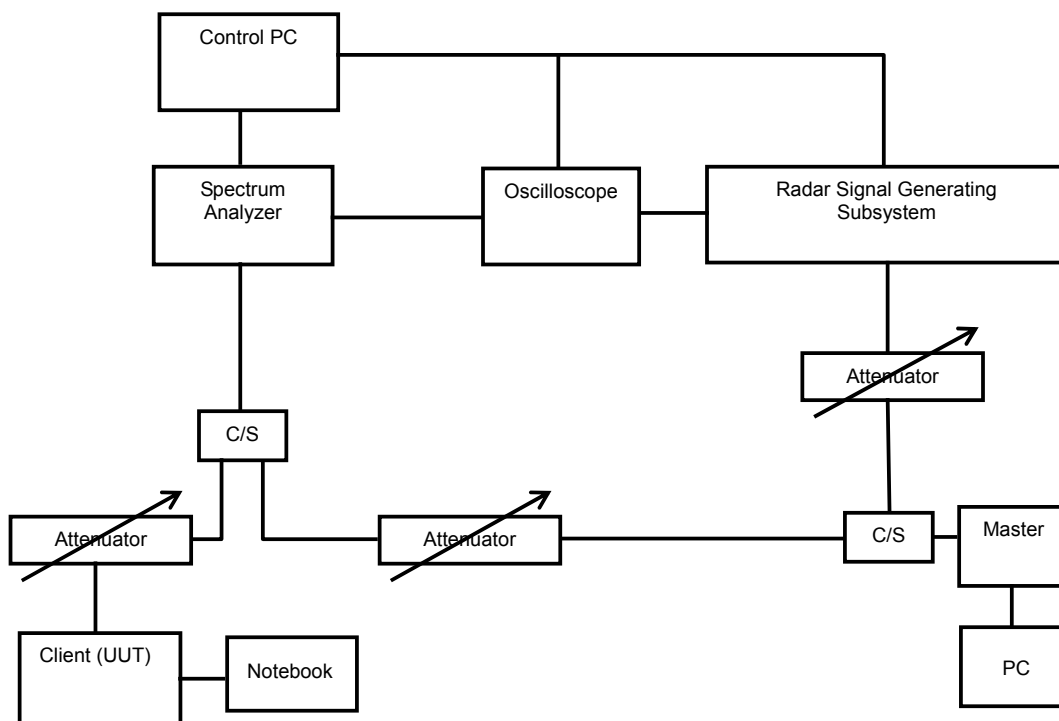 Control PC
Spectrum
Analyzer
Oscilloscope
Radar Signal Generating
Subsystem
Attenuator
C/S
Attenuator
Attenuator
C/S
Master
Client (UUT)
Notebook
PC